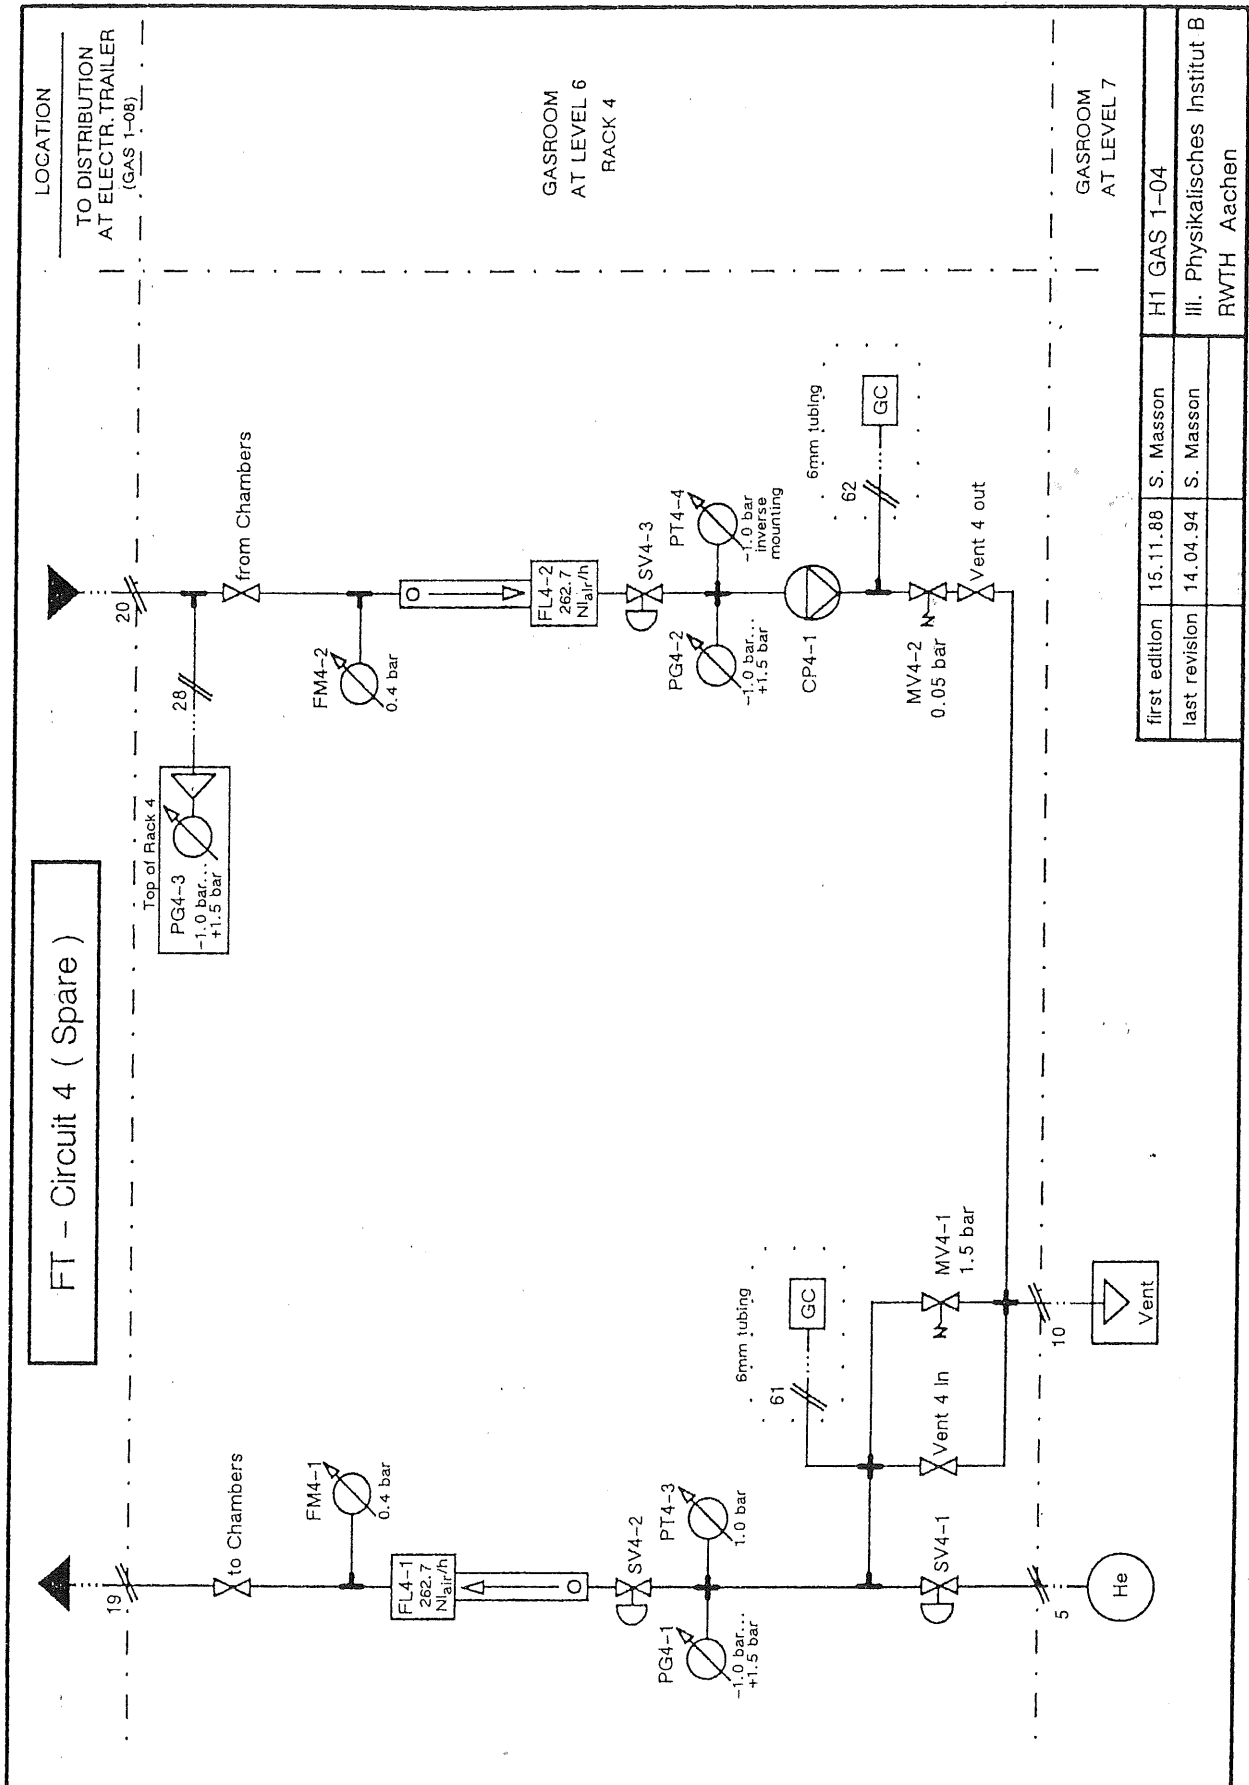 FT - Circuit 4 ( Spare )
LOCATION
TO DISTRIBUTION
AT ELECTR.TRAILER
(GAS 1-08)
GASROOM
AT LEVEL 6
RACK 4
GASROOM
AT LEVEL 7
19
to Chambers
FM4-1
0.4 bar
FL4-1
262.7
Nlair/h
SV4-2
PT4-3
1.0 bar
PG4-1
-1.0 bar...
+1.5 bar
SV4-1
5
He
6mm tubing
61
GC
Vent 4 In
MV4-1
1.5 bar
10
Vent
Top of Rack 4
PG4-3
-1.0 bar...
+1.5 bar
28
20
from Chambers
FM4-2
0.4 bar
FL4-2
262.7
Nlair/h
SV4-3
PT4-4
-1.0 bar
inverse
mounting
PG4-2
-1.0 bar...
+1.5 bar
CP4-1
6mm tubing
62
GC
MV4-2
0.05 bar
Vent 4 out
first edition 15.11.88 S. Masson H1 GAS 1-04
last revision 14.04.94 S. Masson III. Physikalisches Institut B
RWTH Aachen